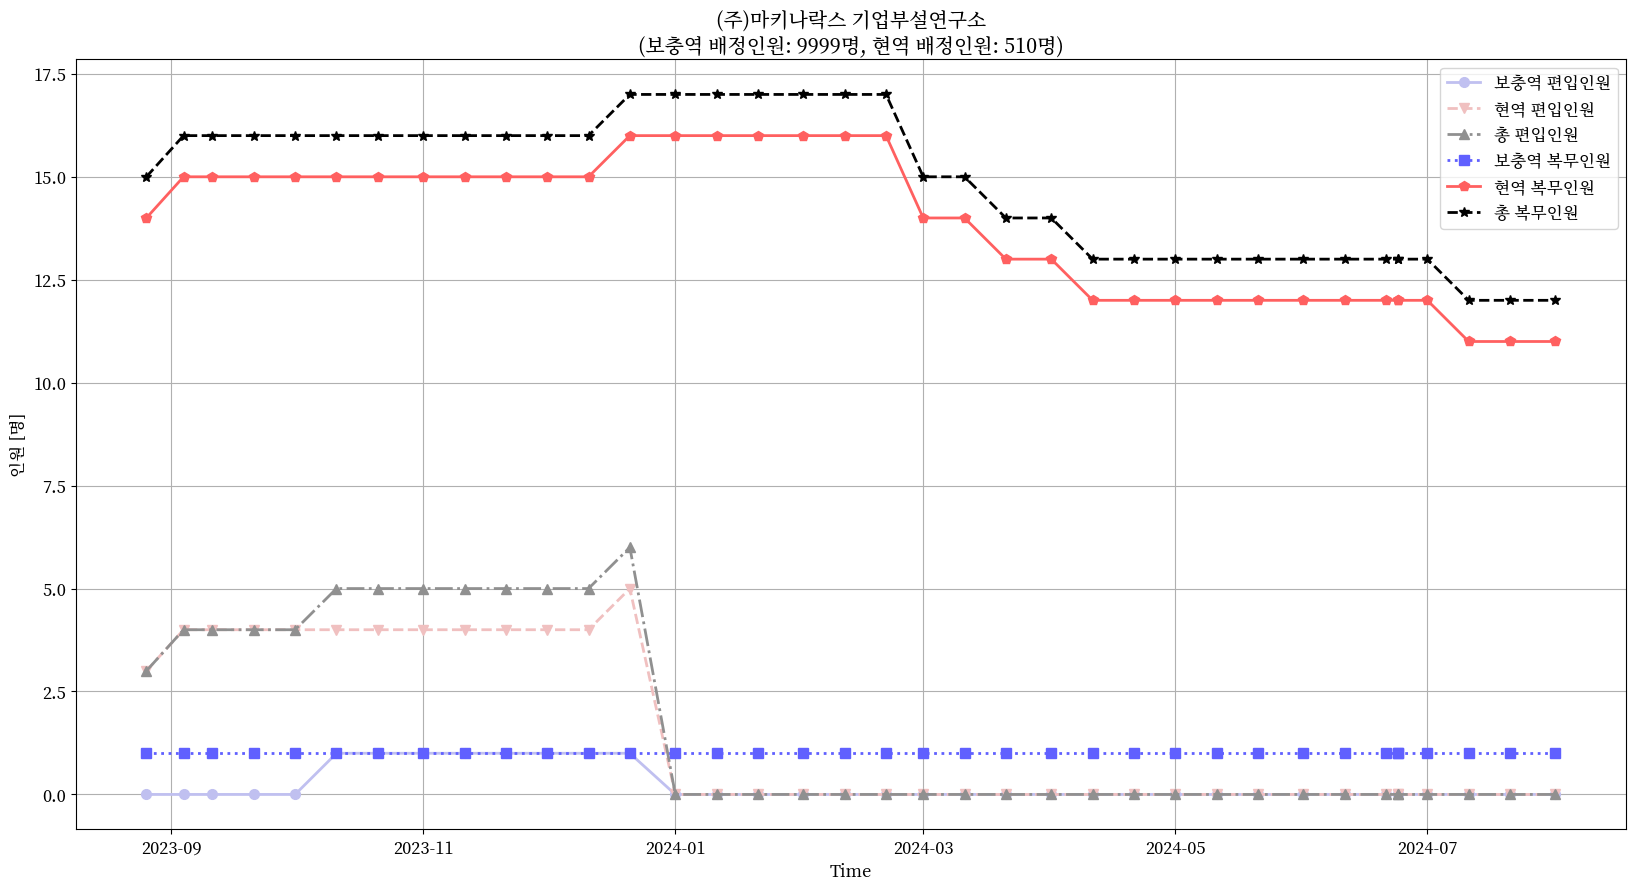 (주)마키나락스 기업부설연구소
(보충역 배정인원: 9999명, 현역 배정인원: 510명)
17.5
15.0
12.5
10.0
7.5
5.0
2.5
0.0
인원 [명]
보충역 편입인원
현역 편입인원
총 편입인원
보충역 복무인원
현역 복무인원
총 복무인원
2023-09
2023-11
2024-01
2024-03
2024-05
2024-07
Time